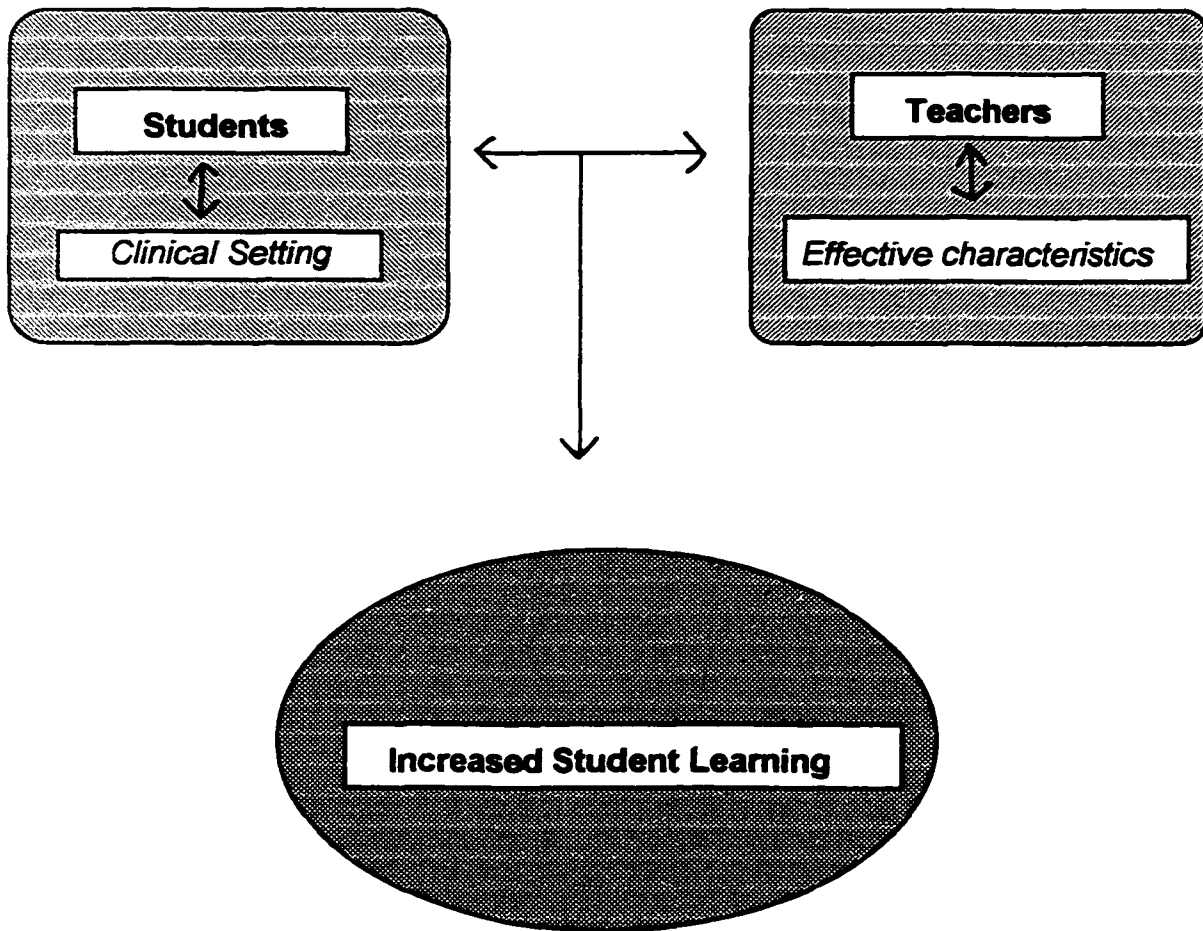 Students
Clinical Setting
Teachers
Effective characteristics
Increased Student Learning